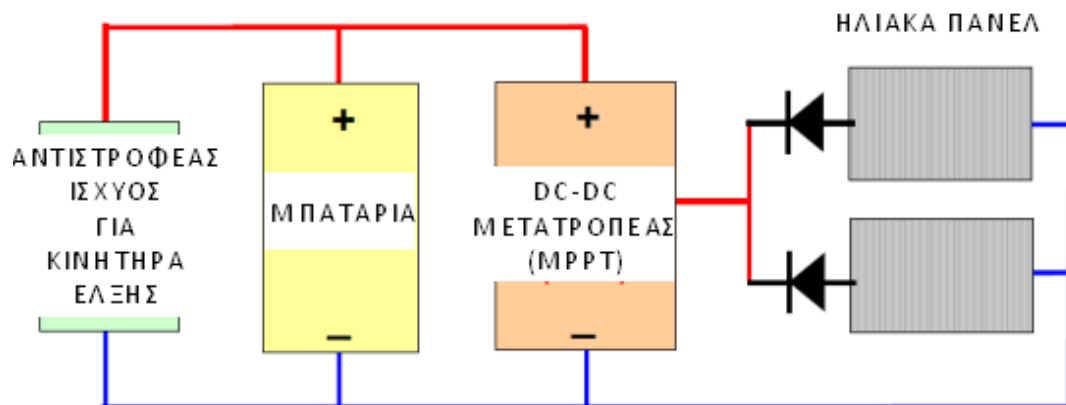 ΗΛΙΑΚΑ ΠΑΝΕΛ
+
+
ΑΝΤΙΣΤΡΟΦΕΑΣ
ΙΣΧΥΟΣ
ΓΙΑ
ΚΙΝΗΤΗΡΑ
ΕΛΞΗΣ
ΜΠΑΤΑΡΙΑ
DC-DC
ΜΕΤΑΤΡΟΠΕΑΣ
(MPPT)
–
–